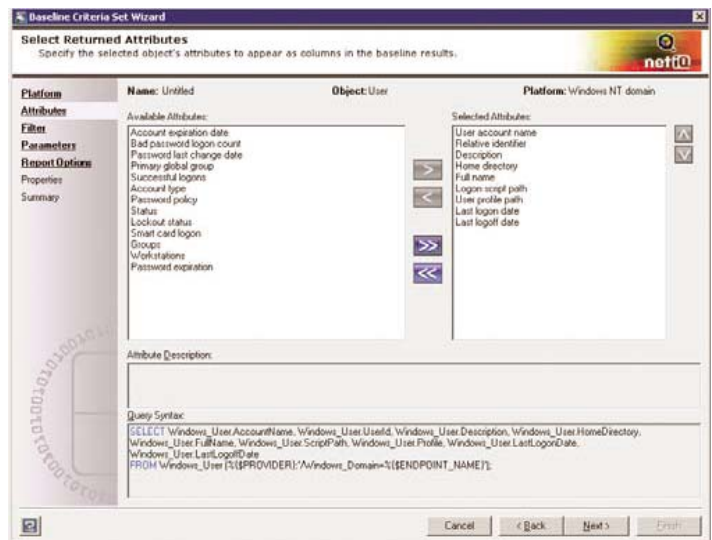 Baseline Criteria Set Wizard
Select Returned Attributes
Specify the selected object's attributes to appear as columns in the baseline results.
netiQ
Platform
Attributes
Filter
Parameters
Report Options
Properties
Summary
Name: Untitled Object: User Platform: Windows NT domain
Available Attributes:
Account expiration date
Bad password logon count
Password last change date
Primary global group
Successful logons
Account type
Password policy
Status
Lockout status
Smart card logon
Groups
Workstations
Password expiration
>
<
>>
<<
Selected Attributes:
User account name
Relative identifier
Description
Home directory
Full name
Logon script path
User profile path
Last logon date
Last logoff date
Attribute Description:
Query Syntax:
SELECT Windows_User.AccountName, Windows_User.UserId, Windows_User.Description, Windows_User.HomeDirectory,
Windows_User.FullName, Windows_User.ScriptPath, Windows_User.Profile, Windows_User.LastLogonDate,
Windows_User.LastLogoffDate
FROM Windows_User
Cancel < Back Next > Finish